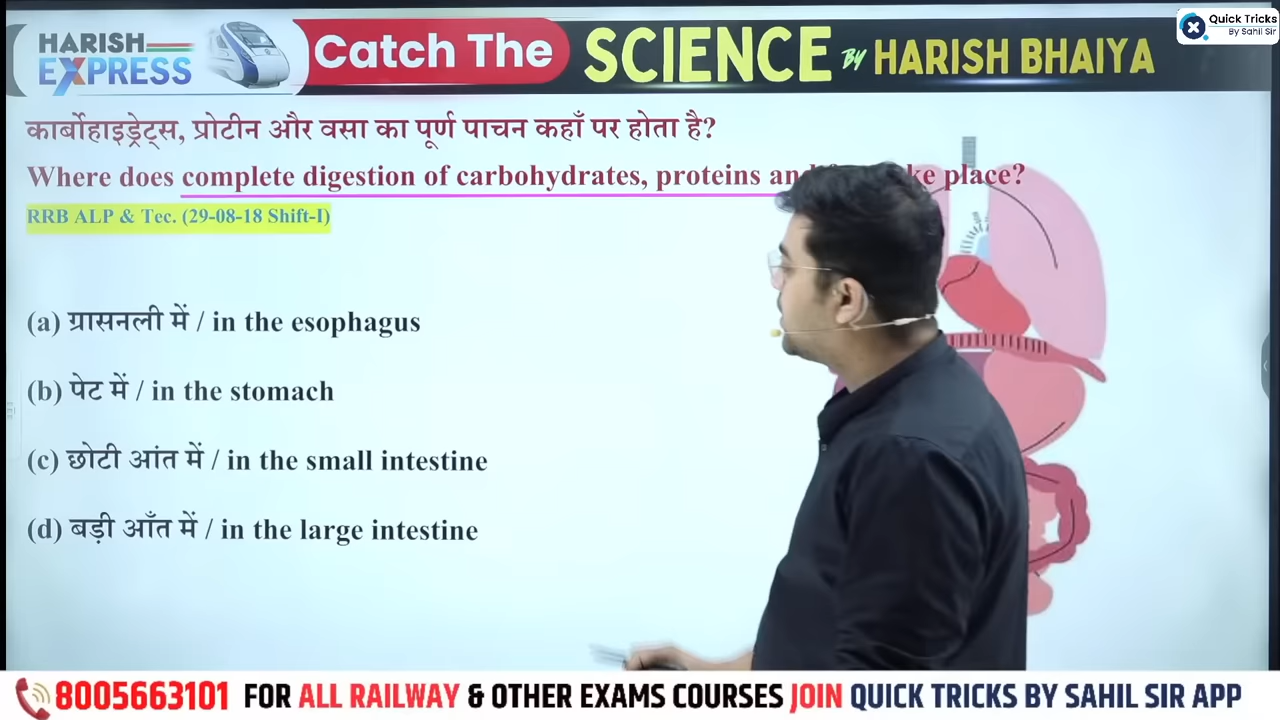 HARISH
EXPRESS
Catch The SCIENCE BY HARISH BHAIYA
Quick Tricks
By Sahil Sir
कार्बोहाइड्रेट्स, प्रोटीन और वसा का पूर्ण पाचन कहाँ पर होता है?
Where does complete digestion of carbohydrates, proteins place?
RRB ALP & Tec. (29-08-18 Shift-I)
(a) ग्रासनली में / in the esophagus
(b) पेट में / in the stomach
(c) छोटी आंत में / in the small intestine
(d) बड़ी आँत में / in the large intestine
8005663101 FOR ALL RAILWAY & OTHER EXAMS COURSES JOIN QUICK TRICKS BY SAHIL SIR APP